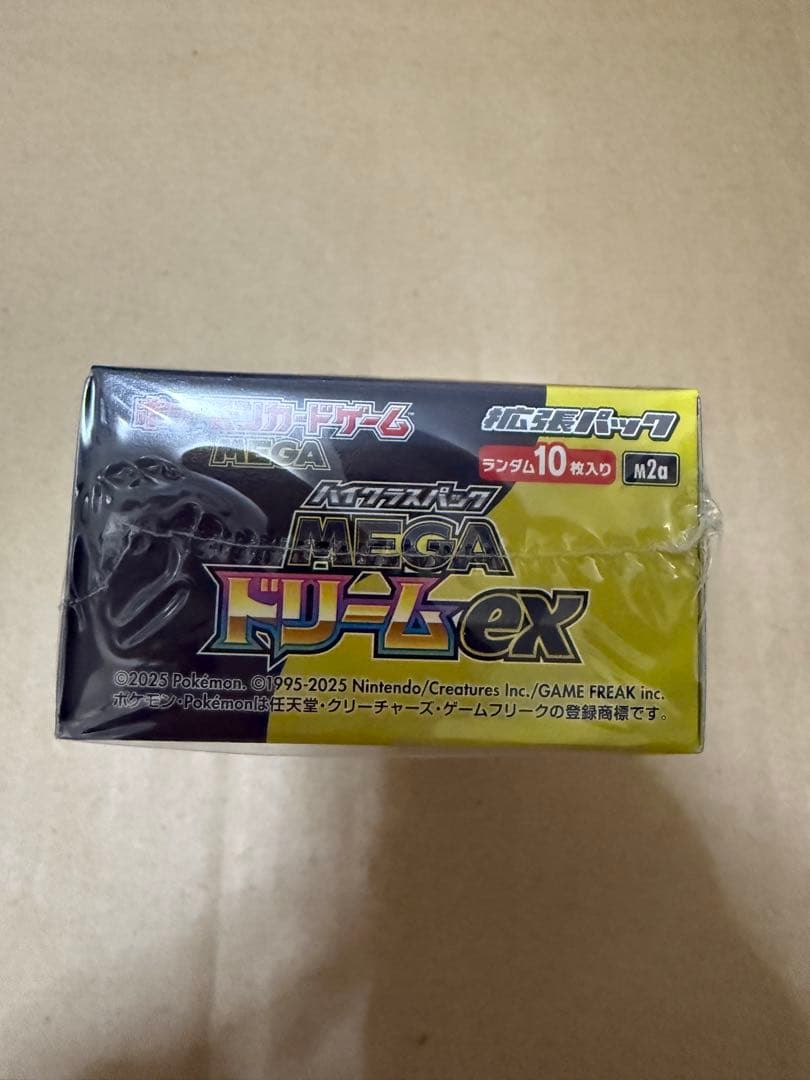 ポケモンカードゲーム
MEGA
拡張パック
ランダム10枚入り
M2a
ハイクラスパック
MEGA
ドリームex
©2025 Pokémon. ©1995-2025 Nintendo/Creatures Inc./GAME FREAK inc.
ポケモン・Pokémonは任天堂・クリーチャーズ・ゲームフリークの登録商標です。